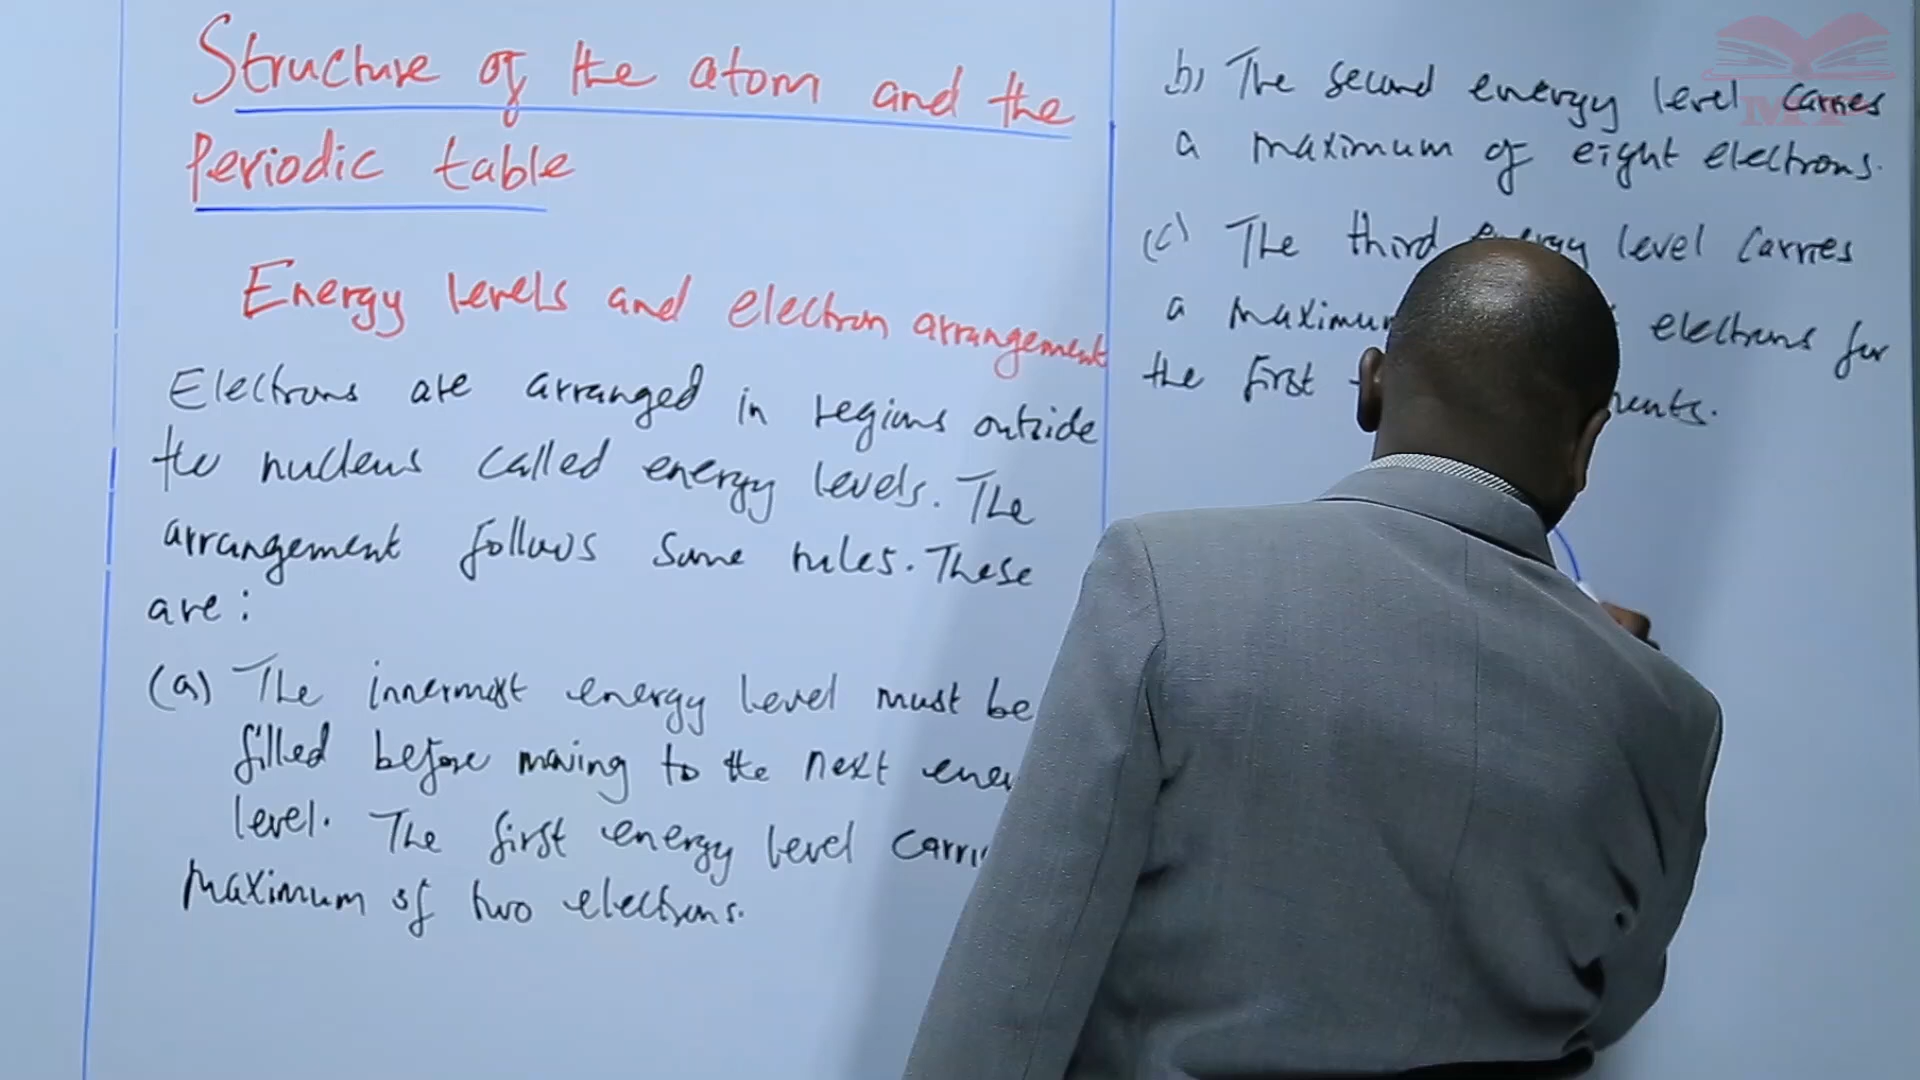 Structure of the atom and the
Periodic table
Energy levels and electron arrangement
Electrons are arranged in regions outside
the nucleus called energy levels. The
arrangement follows some rules. These
are:
(a) The innermost energy level must be
filled before moving to the next
level. The first energy level
maximum of two electrons.
b) The second energy level carries
a maximum of eight electrons.
(c) The third energy level carries
a electrons for
the first
MTP